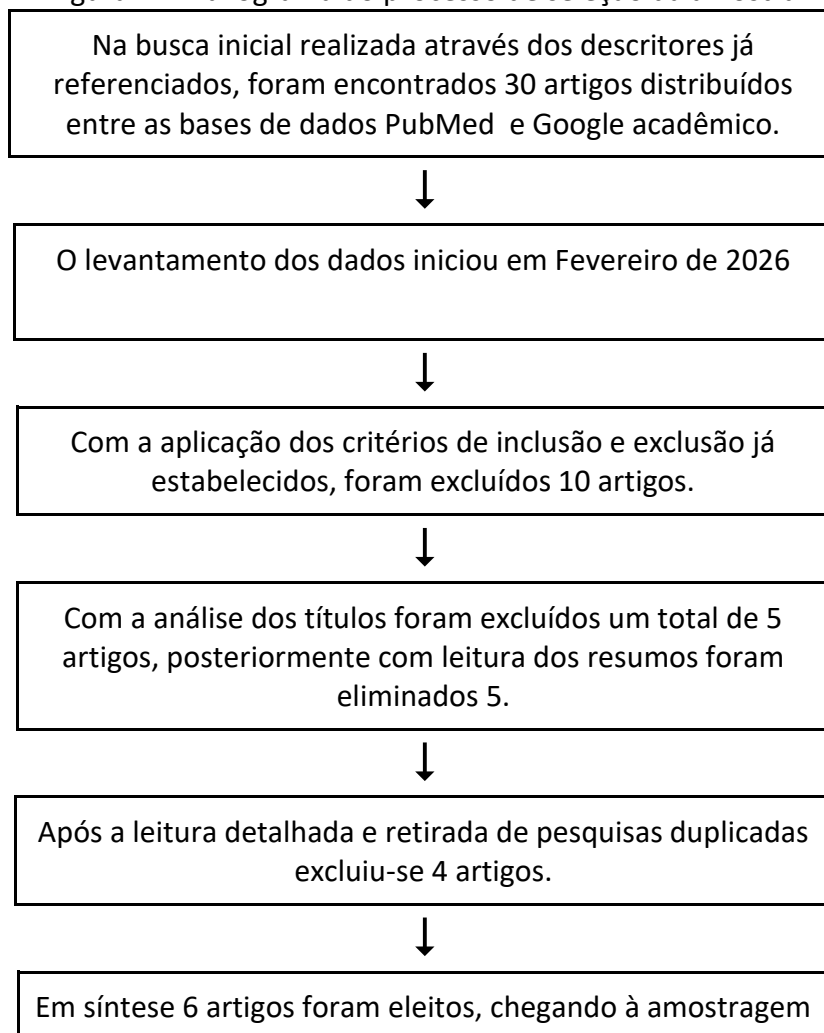 Na busca inicial realizada através dos descritores já
referenciados, foram encontrados 30 artigos distribuídos
entre as bases de dados PubMed e Google acadêmico.
O levantamento dos dados iniciou em Fevereiro de 2026
Com a aplicação dos critérios de inclusão e exclusão já
estabelecidos, foram excluídos 10 artigos.
Com a análise dos títulos foram excluídos um total de 5
artigos, posteriormente com leitura dos resumos foram
eliminados 5.
Após a leitura detalhada e retirada de pesquisas duplicadas
excluiu-se 4 artigos.
Em síntese 6 artigos foram eleitos, chegando à amostragem